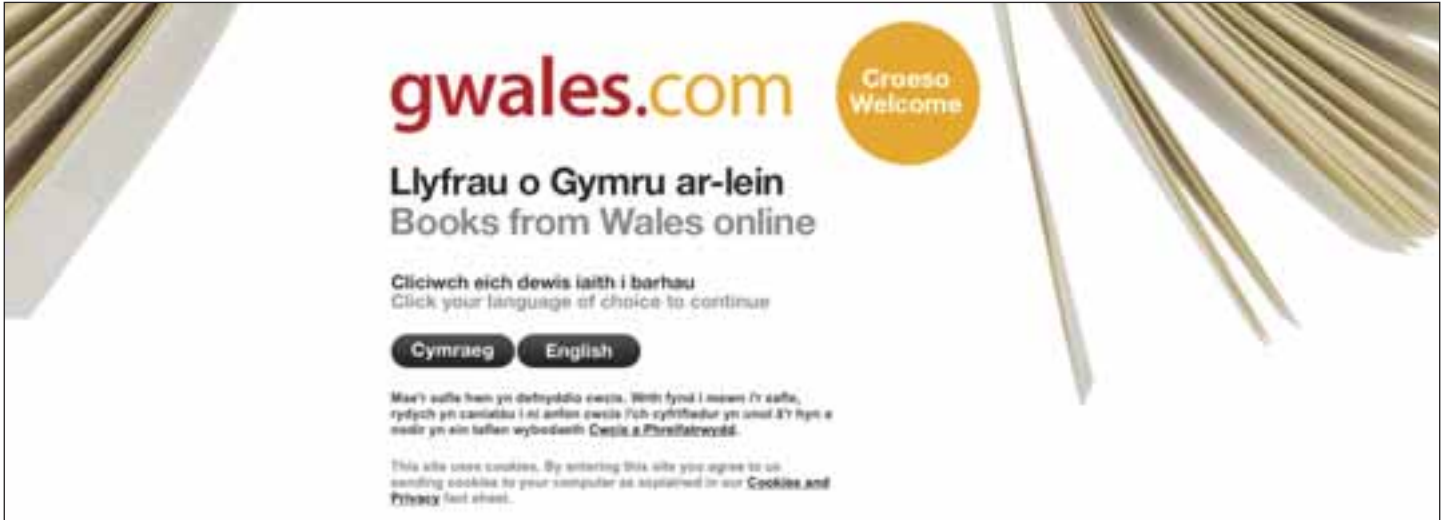 gwales.com
Croeso
Welcome
Llyfrau o Gymru ar-lein
Books from Wales online
Cliciwch eich dewis iaith i barhau
Click your language of choice to continue
Cymraeg English
Mae'r safle hwn yn defnyddio cwcis. Wrth fynd i mewn i'r safle,
rydych yn caniatáu i ni anfon cwcis i'ch cyfrifiadur yn unol â'r hyn a
nodir yn ein taflen wybodaeth Cwcis a Phreifatrwydd.
This site uses cookies. By entering this site you agree to us
sending cookies to your computer as explained in our Cookies and
Privacy fact sheet.